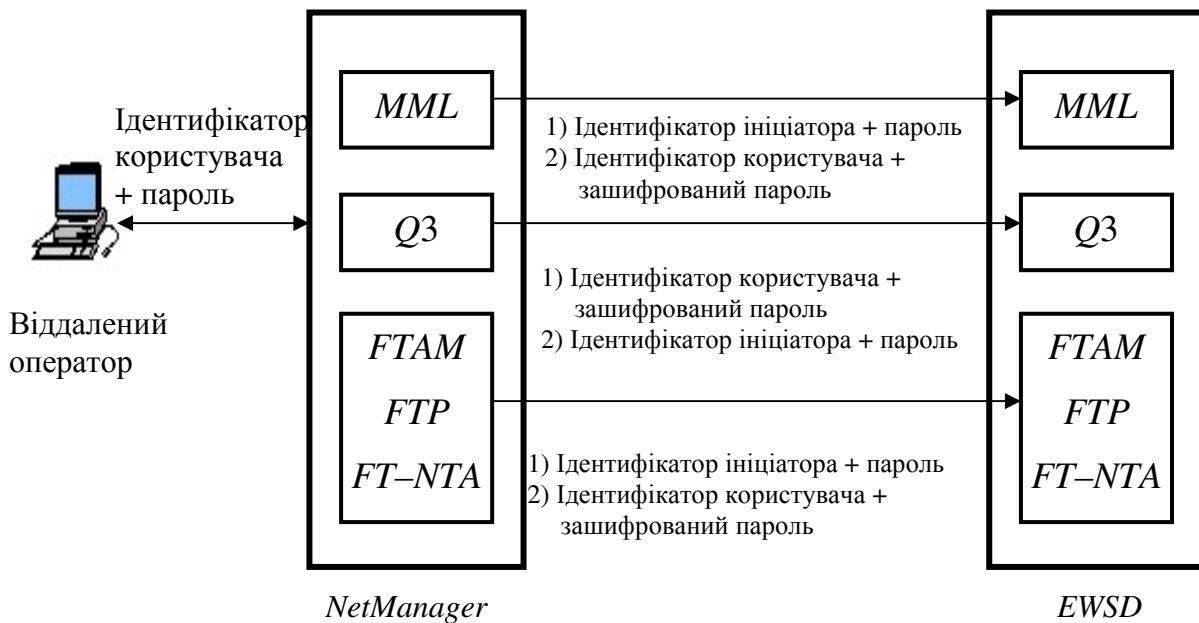 Ідентифікатор
користувача
+ пароль
Віддалений
оператор
MML
Q3
FTAM
FTP
FT–NTA
NetManager
1) Ідентифікатор ініціатора + пароль
2) Ідентифікатор користувача +
зашифрований пароль
1) Ідентифікатор користувача +
зашифрований пароль
2) Ідентифікатор ініціатора + пароль
1) Ідентифікатор ініціатора + пароль
2) Ідентифікатор користувача +
зашифрований пароль
MML
Q3
FTAM
FTP
FT–NTA
EWSD